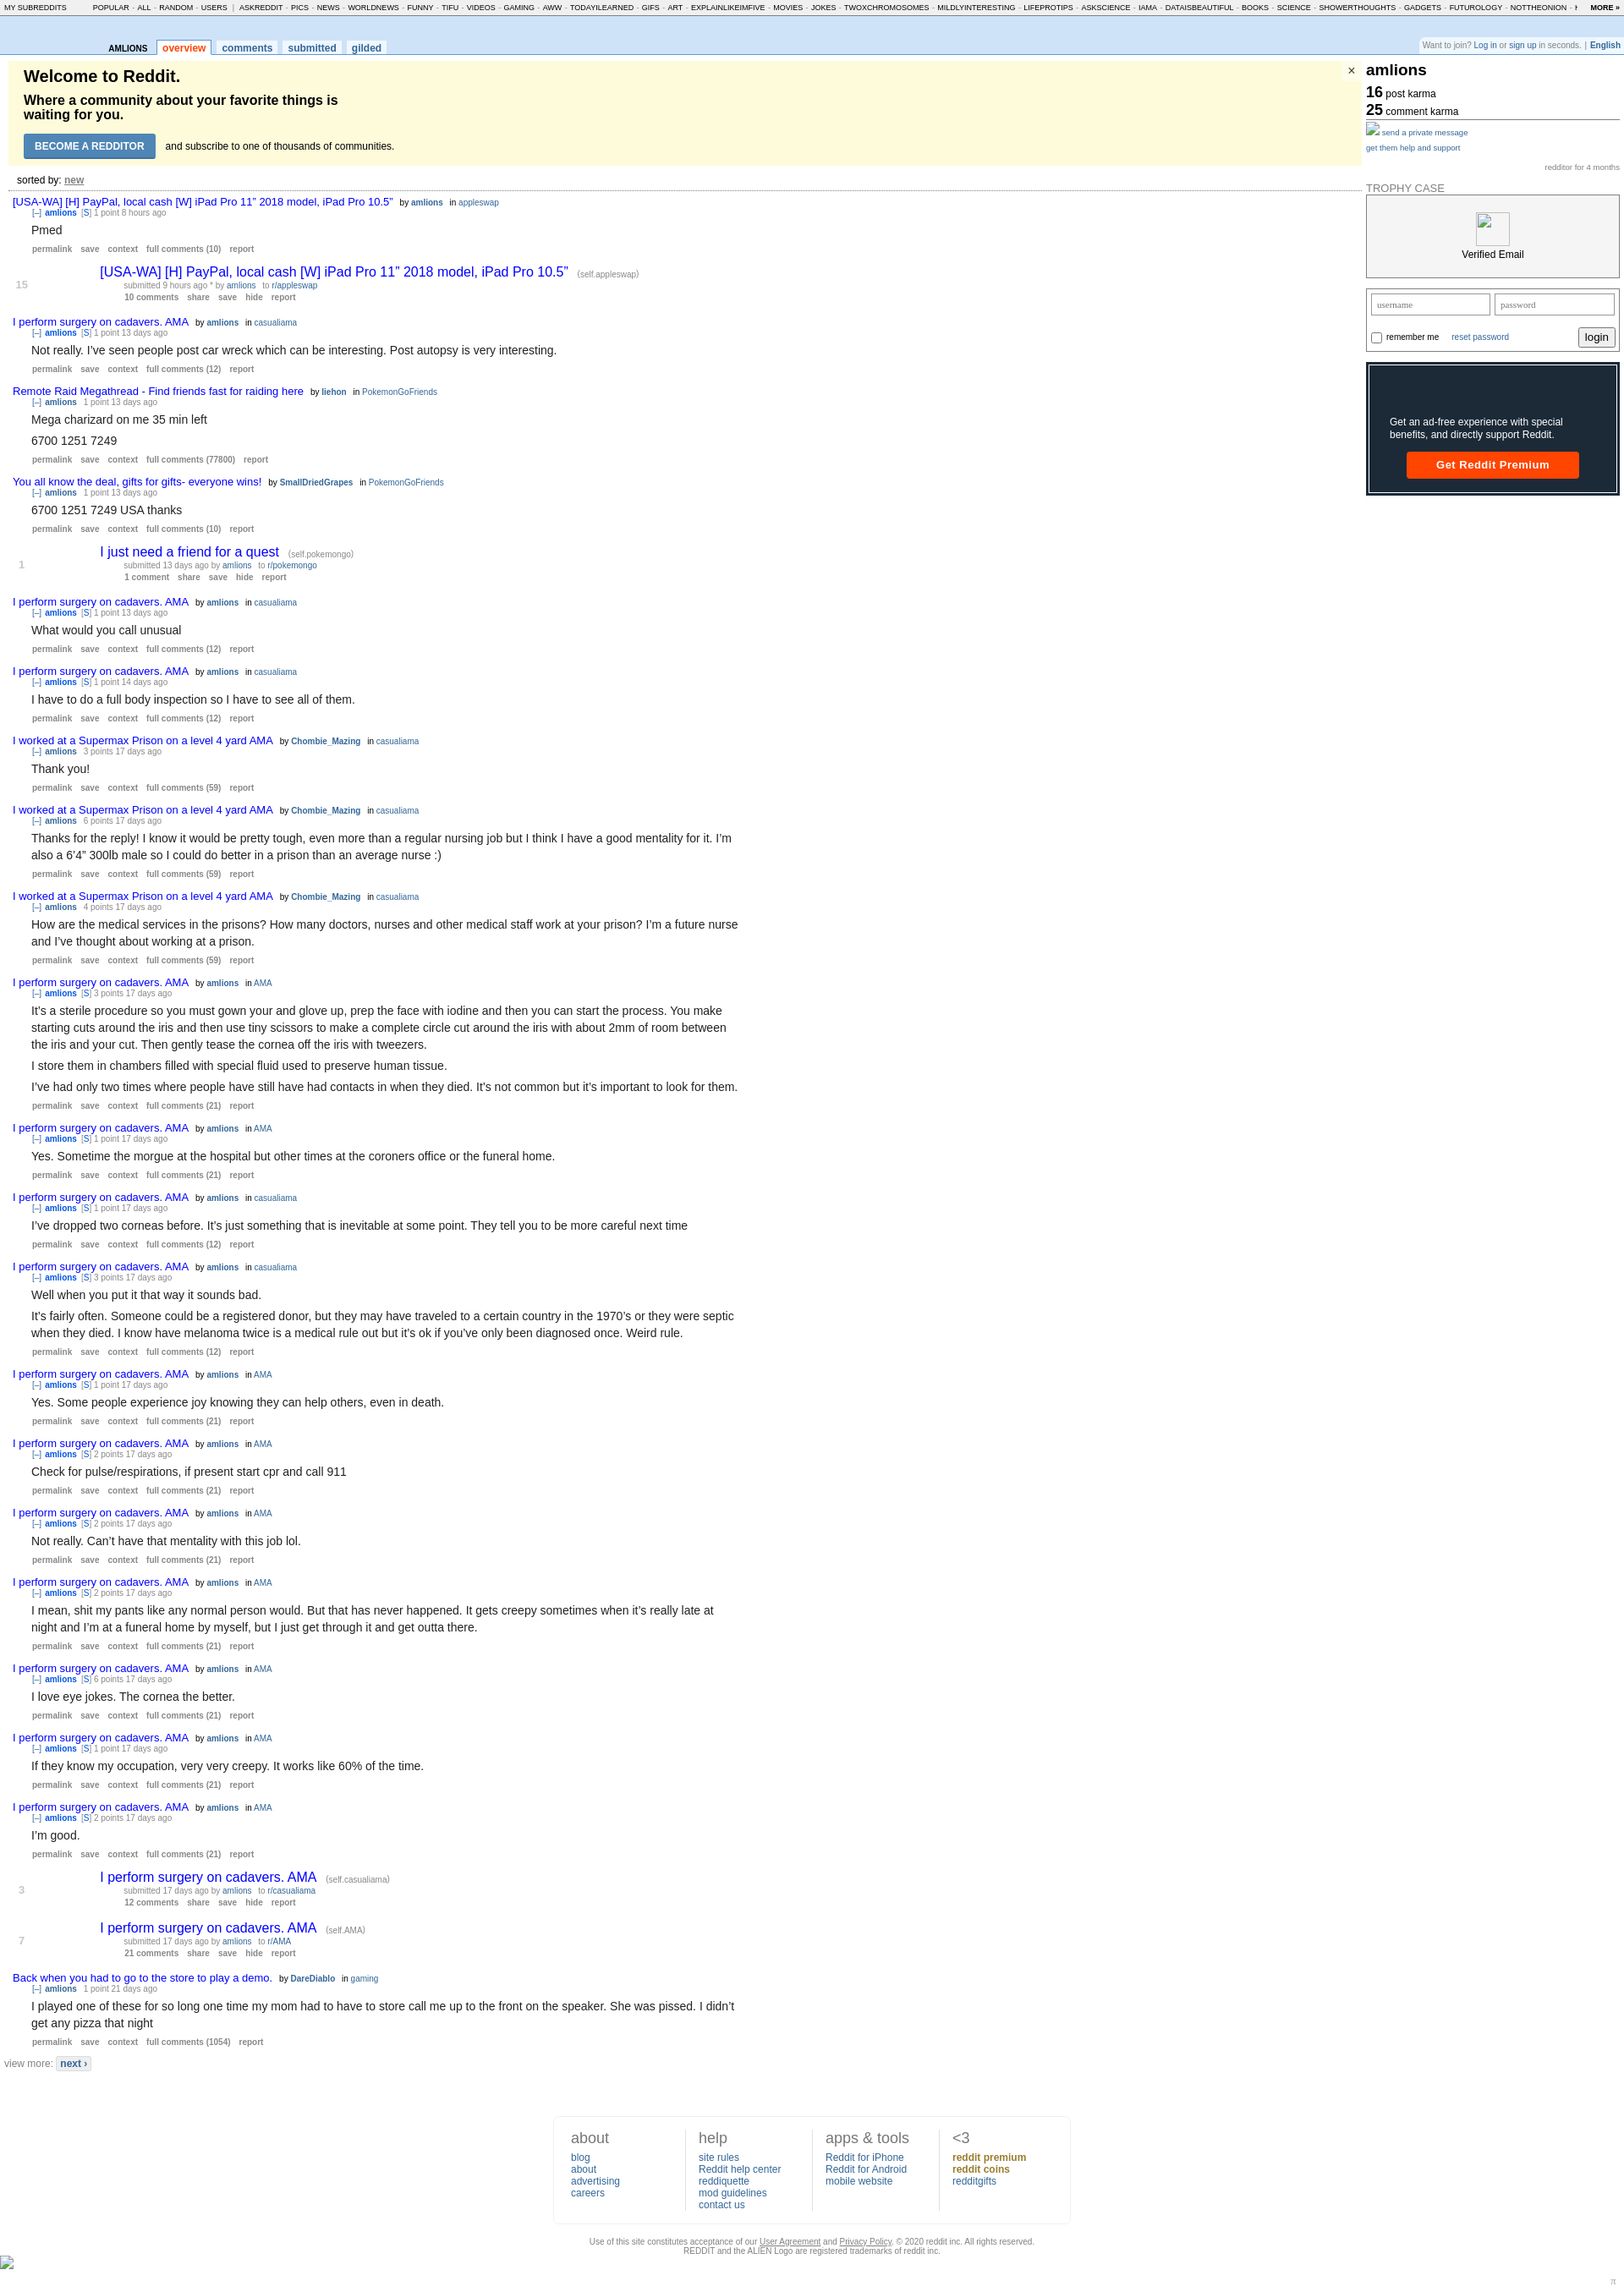 MY SUBREDDITS POPULAR - ALL - RANDOM - USERS | ASKREDDIT - PICS - NEWS - WORLDNEWS - FUNNY - TIFU - VIDEOS - GAMING - AWW - TODAYILEARNED - GIFS - ART - EXPLAINLIKEIMFIVE - MOVIES - JOKES - TWOXCHROMOSOMES - MILDLYINTERESTING - LIFEPROTIPS - ASKSCIENCE - IAMA - DATAISBEAUTIFUL - BOOKS - SCIENCE - SHOWERTHOUGHTS - GADGETS - FUTUROLOGY - NOTTHEONION - MORE »
AMLIONS overview comments submitted gilded
Want to join? Log in or sign up in seconds. | English
Welcome to Reddit.
×
Where a community about your favorite things is
waiting for you.
BECOME A REDDITOR and subscribe to one of thousands of communities.
sorted by: new
[USA-WA] [H] PayPal, local cash [W] iPad Pro 11” 2018 model, iPad Pro 10.5” by amlions in appleswap
[–] amlions [S] 1 point 8 hours ago
Pmed
permalink save context full comments (10) report
15
[USA-WA] [H] PayPal, local cash [W] iPad Pro 11” 2018 model, iPad Pro 10.5” (self.appleswap)
submitted 9 hours ago * by amlions to r/appleswap
10 comments share save hide report
I perform surgery on cadavers. AMA by amlions in casualiama
[–] amlions [S] 1 point 13 days ago
Not really. I’ve seen people post car wreck which can be interesting. Post autopsy is very interesting.
permalink save context full comments (12) report
Remote Raid Megathread - Find friends fast for raiding here by liehon in PokemonGoFriends
[–] amlions 1 point 13 days ago
Mega charizard on me 35 min left
6700 1251 7249
permalink save context full comments (77800) report
You all know the deal, gifts for gifts- everyone wins! by SmallDriedGrapes in PokemonGoFriends
[–] amlions 1 point 13 days ago
6700 1251 7249 USA thanks
permalink save context full comments (10) report
1
I just need a friend for a quest (self.pokemongo)
submitted 13 days ago by amlions to r/pokemongo
1 comment share save hide report
I perform surgery on cadavers. AMA by amlions in casualiama
[–] amlions [S] 1 point 13 days ago
What would you call unusual
permalink save context full comments (12) report
I perform surgery on cadavers. AMA by amlions in casualiama
[–] amlions [S] 1 point 14 days ago
I have to do a full body inspection so I have to see all of them.
permalink save context full comments (12) report
I worked at a Supermax Prison on a level 4 yard AMA by Chombie_Mazing in casualiama
[–] amlions 3 points 17 days ago
Thank you!
permalink save context full comments (59) report
I worked at a Supermax Prison on a level 4 yard AMA by Chombie_Mazing in casualiama
[–] amlions 6 points 17 days ago
Thanks for the reply! I know it would be pretty tough, even more than a regular nursing job but I think I have a good mentality for it. I’m
also a 6’4” 300lb male so I could do better in a prison than an average nurse :)
permalink save context full comments (59) report
I worked at a Supermax Prison on a level 4 yard AMA by Chombie_Mazing in casualiama
[–] amlions 4 points 17 days ago
How are the medical services in the prisons? How many doctors, nurses and other medical staff work at your prison? I’m a future nurse
and I’ve thought about working at a prison.
permalink save context full comments (59) report
I perform surgery on cadavers. AMA by amlions in AMA
[–] amlions [S] 3 points 17 days ago
It’s a sterile procedure so you must gown your and glove up, prep the face with iodine and then you can start the process. You make
starting cuts around the iris and then use tiny scissors to make a complete circle cut around the iris with about 2mm of room between
the iris and your cut. Then gently tease the cornea off the iris with tweezers.
I store them in chambers filled with special fluid used to preserve human tissue.
I’ve had only two times where people have still have had contacts in when they died. It’s not common but it’s important to look for them.
permalink save context full comments (21) report
I perform surgery on cadavers. AMA by amlions in AMA
[–] amlions [S] 1 point 17 days ago
Yes. Sometime the morgue at the hospital but other times at the coroners office or the funeral home.
permalink save context full comments (21) report
I perform surgery on cadavers. AMA by amlions in casualiama
[–] amlions [S] 1 point 17 days ago
I’ve dropped two corneas before. It’s just something that is inevitable at some point. They tell you to be more careful next time
permalink save context full comments (12) report
I perform surgery on cadavers. AMA by amlions in casualiama
[–] amlions [S] 3 points 17 days ago
Well when you put it that way it sounds bad.
It’s fairly often. Someone could be a registered donor, but they may have traveled to a certain country in the 1970’s or they were septic
when they died. I know have melanoma twice is a medical rule out but it’s ok if you’ve only been diagnosed once. Weird rule.
permalink save context full comments (12) report
I perform surgery on cadavers. AMA by amlions in AMA
[–] amlions [S] 1 point 17 days ago
Yes. Some people experience joy knowing they can help others, even in death.
permalink save context full comments (21) report
I perform surgery on cadavers. AMA by amlions in AMA
[–] amlions [S] 2 points 17 days ago
Check for pulse/respirations, if present start cpr and call 911
permalink save context full comments (21) report
I perform surgery on cadavers. AMA by amlions in AMA
[–] amlions [S] 2 points 17 days ago
Not really. Can’t have that mentality with this job lol.
permalink save context full comments (21) report
I perform surgery on cadavers. AMA by amlions in AMA
[–] amlions [S] 2 points 17 days ago
I mean, shit my pants like any normal person would. But that has never happened. It gets creepy sometimes when it’s really late at
night and I’m at a funeral home by myself, but I just get through it and get outta there.
permalink save context full comments (21) report
I perform surgery on cadavers. AMA by amlions in AMA
[–] amlions [S] 6 points 17 days ago
I love eye jokes. The cornea the better.
permalink save context full comments (21) report
I perform surgery on cadavers. AMA by amlions in AMA
[–] amlions [S] 1 point 17 days ago
If they know my occupation, very very creepy. It works like 60% of the time.
permalink save context full comments (21) report
I perform surgery on cadavers. AMA by amlions in AMA
[–] amlions [S] 2 points 17 days ago
I’m good.
permalink save context full comments (21) report
3
I perform surgery on cadavers. AMA (self.casualiama)
submitted 17 days ago by amlions to r/casualiama
12 comments share save hide report
7
I perform surgery on cadavers. AMA (self.AMA)
submitted 17 days ago by amlions to r/AMA
21 comments share save hide report
Back when you had to go to the store to play a demo. by DareDiablo in gaming
[–] amlions 1 point 21 days ago
I played one of these for so long one time my mom had to have to store call me up to the front on the speaker. She was pissed. I didn’t
get any pizza that night
permalink save context full comments (1054) report
view more: next ›
amlions
16 post karma
25 comment karma
send a private message
get them help and support
redditor for 4 months
TROPHY CASE
Verified Email
username password
remember me reset password login
Get an ad-free experience with special
benefits, and directly support Reddit.
Get Reddit Premium
about
blog
about
advertising
careers
help
site rules
Reddit help center
reddiquette
mod guidelines
contact us
apps & tools
Reddit for iPhone
Reddit for Android
mobile website
<3
reddit premium
reddit coins
redditgifts
Use of this site constitutes acceptance of our User Agreement and Privacy Policy. © 2020 reddit inc. All rights reserved.
REDDIT and the ALIEN Logo are registered trademarks of reddit inc.